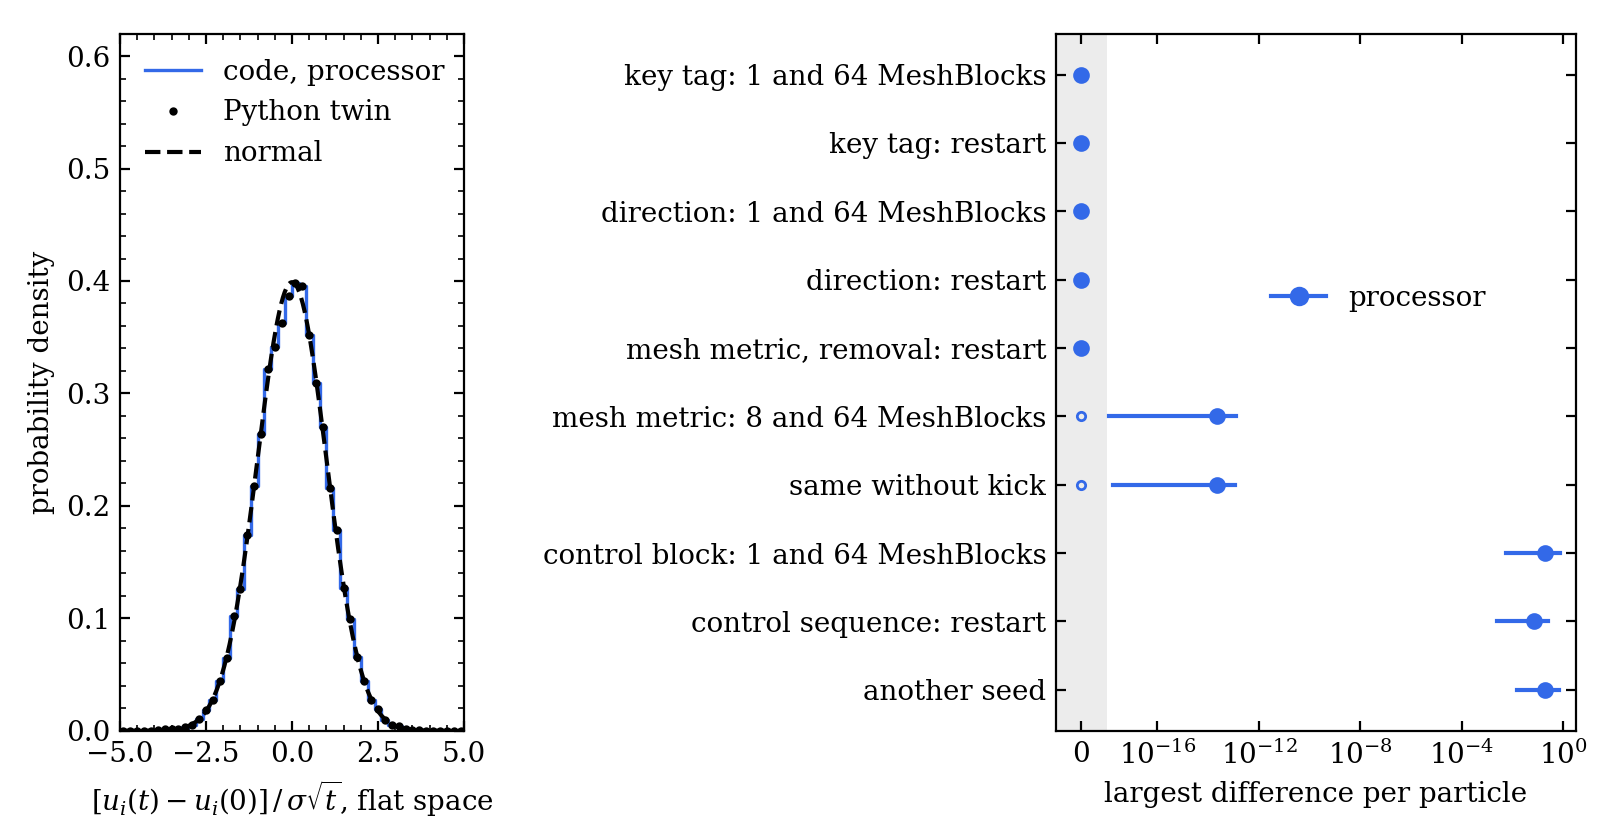 0.6
0.5
0.4
0.3
0.2
0.1
0.0
probability density
code, processor
Python twin
normal
−5.0 −2.5 0.0 2.5 5.0
[u_i(t) − u_i(0)] / σ√t, flat space
key tag: 1 and 64 MeshBlocks
key tag: restart
direction: 1 and 64 MeshBlocks
direction: restart
mesh metric, removal: restart
mesh metric: 8 and 64 MeshBlocks
same without kick
control block: 1 and 64 MeshBlocks
control sequence: restart
another seed
processor
0 10⁻¹⁶ 10⁻¹² 10⁻⁸ 10⁻⁴ 10⁰
largest difference per particle